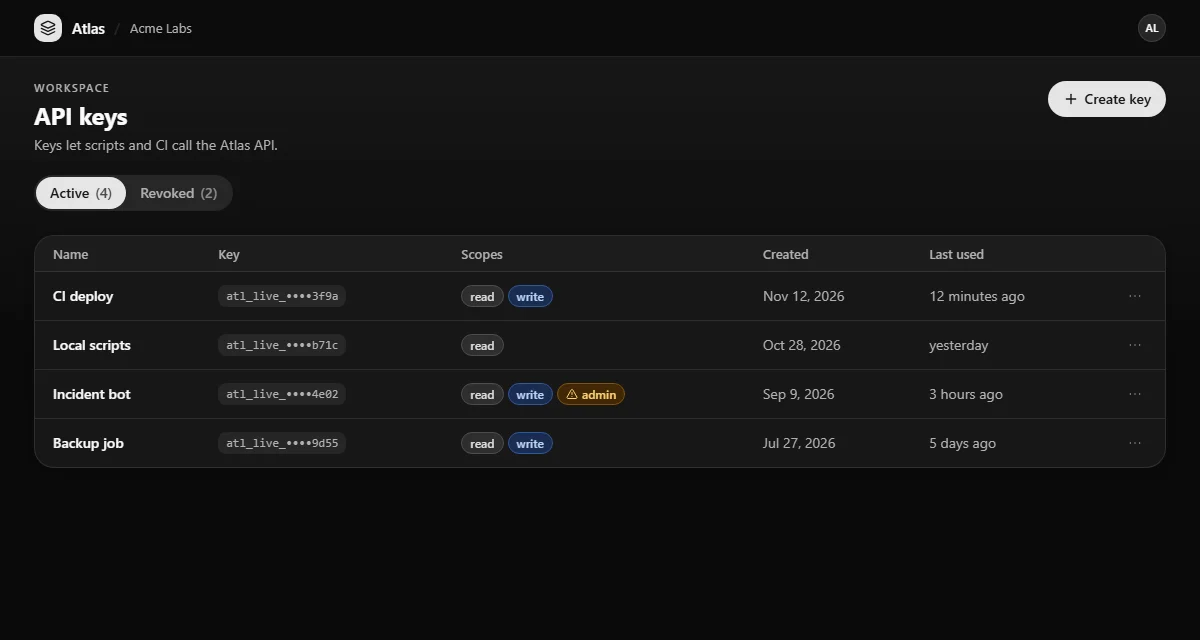 Atlas / Acme Labs AL
WORKSPACE
API keys
Keys let scripts and CI call the Atlas API.
+ Create key
Active (4) Revoked (2)
Name Key Scopes Created Last used
CI deploy atl_live_••••3f9a read write Nov 12, 2026 12 minutes ago ···
Local scripts atl_live_••••b71c read Oct 28, 2026 yesterday ···
Incident bot atl_live_••••4e02 read write admin Sep 9, 2026 3 hours ago ···
Backup job atl_live_••••9d55 read write Jul 27, 2026 5 days ago ···